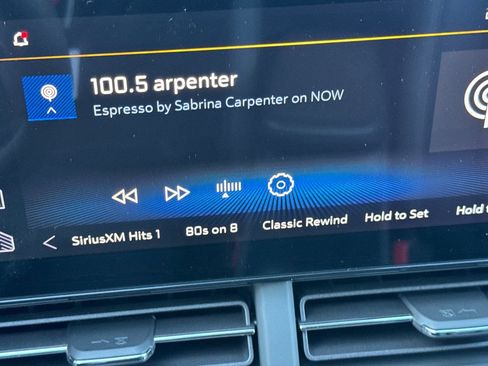 100.5 arpenter
Espresso by Sabrina Carpenter on NOW
SiriusXM Hits 1 80s on 8 Classic Rewind Hold to Set Hold t